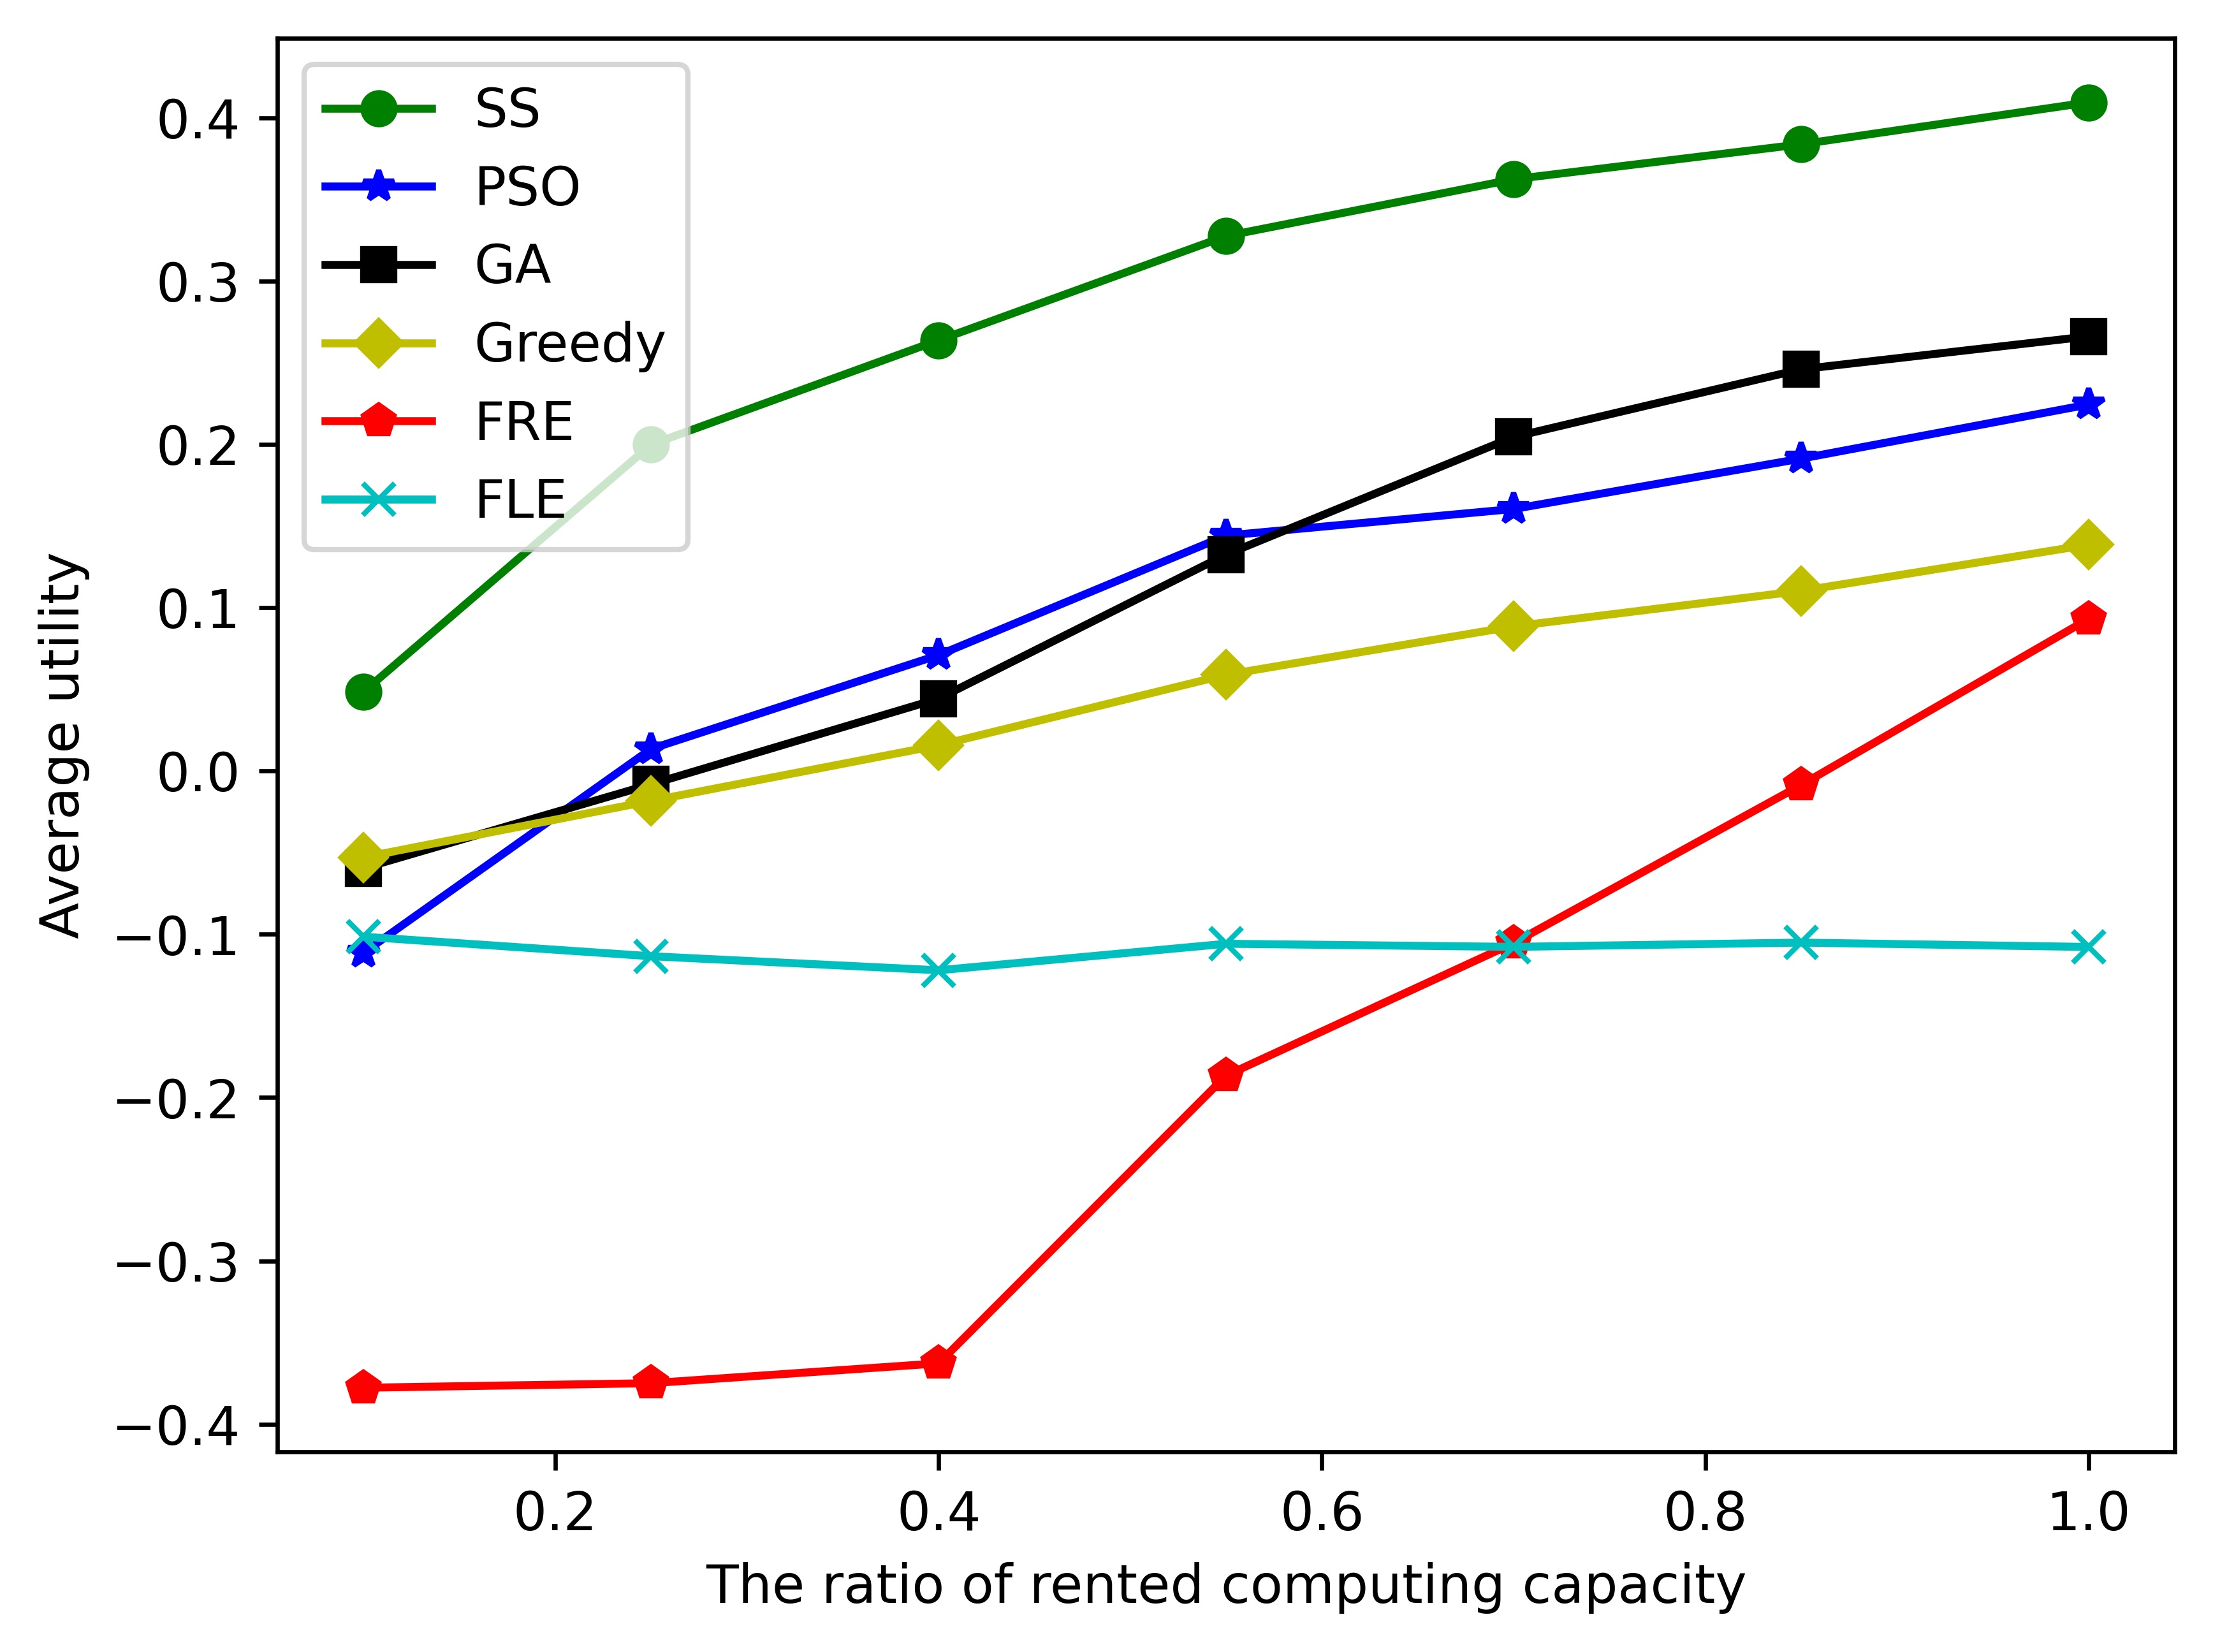 SS
PSO
GA
Greedy
FRE
FLE
Average utility
0.4
0.3
0.2
0.1
0.0
−0.1
−0.2
−0.3
−0.4
0.2 0.4 0.6 0.8 1.0
The ratio of rented computing capacity